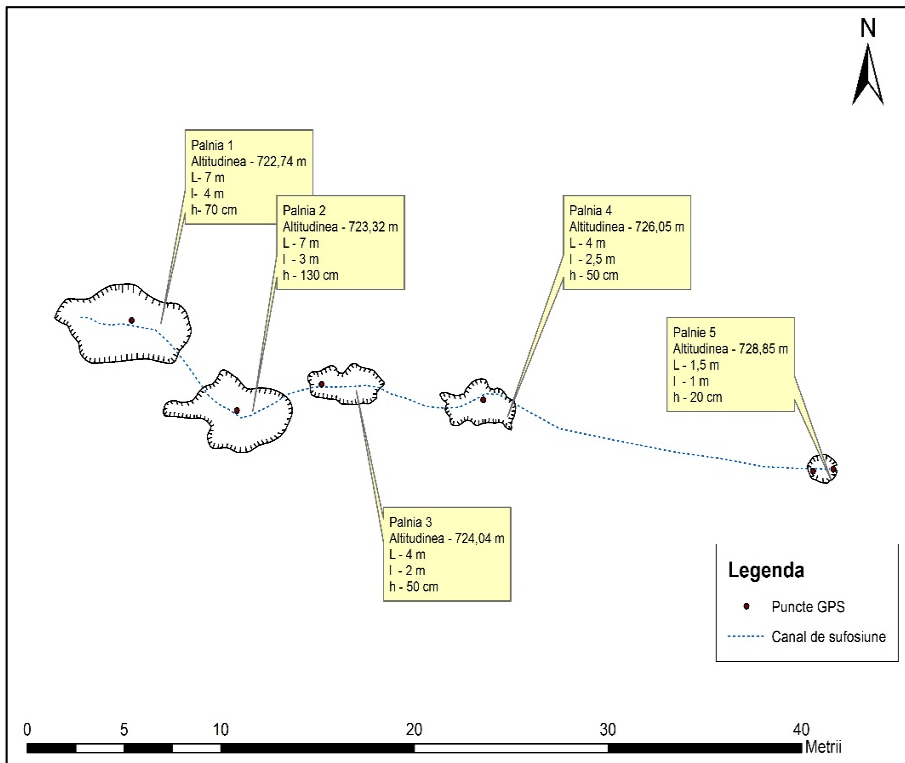 N
Palnia 1
Altitudinea - 722,74 m
L- 7 m
l- 4 m
h- 70 cm
Palnia 2
Altitudinea - 723,32 m
L - 7 m
l - 3 m
h - 130 cm
Palnia 4
Altitudinea - 726,05 m
L - 4 m
l - 2,5 m
h - 50 cm
Palnie 5
Altitudinea - 728,85 m
L - 1,5 m
l - 1 m
h - 20 cm
Palnia 3
Altitudinea - 724,04 m
L - 4 m
l - 2 m
h - 50 cm
Legenda
Puncte GPS
Canal de sufosiune
0 5 10 20 30 40
Metrii